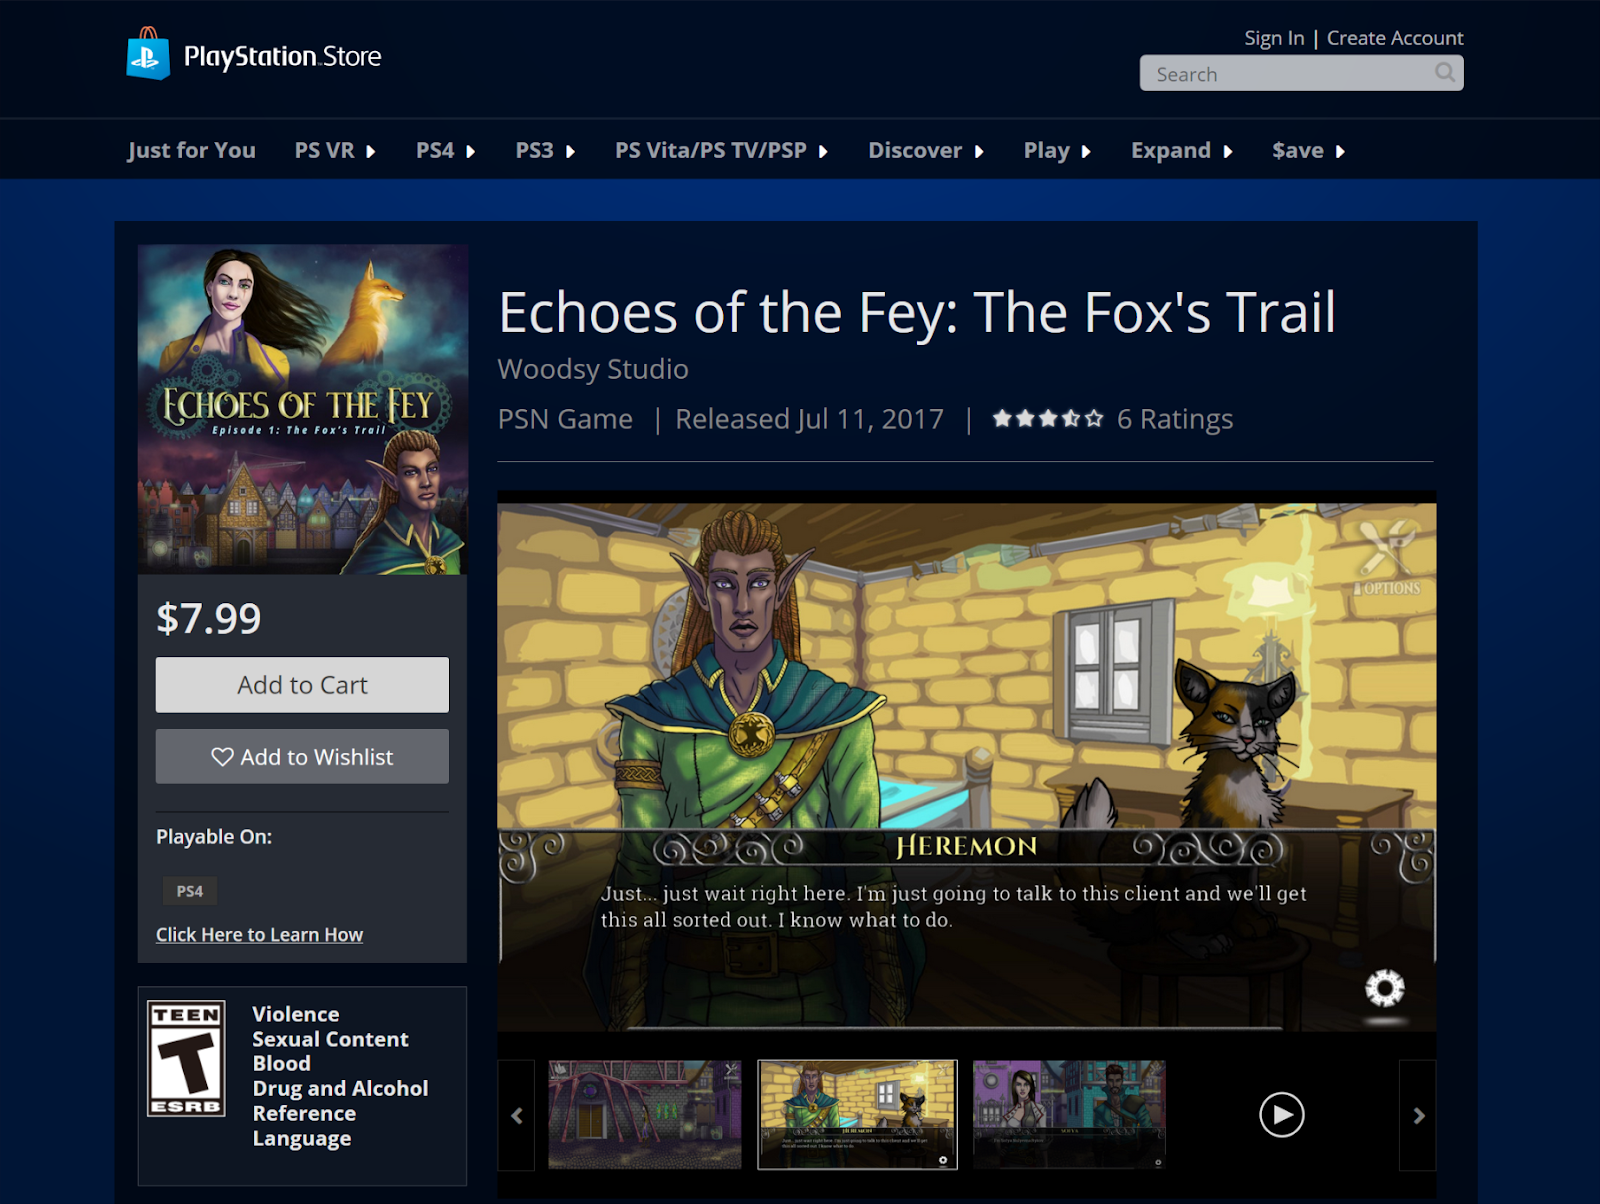 PlayStation™Store
Sign In | Create Account
Search
Just for You PS VR PS4 PS3 PS Vita/PS TV/PSP Discover Play Expand $ave
ECHOES OF THE FEY
Episode 1: The Fox's Trail
Echoes of the Fey: The Fox's Trail
Woodsy Studio
PSN Game | Released Jul 11, 2017 | 6 Ratings
$7.99
Add to Cart
Add to Wishlist
Playable On:
PS4
Click Here to Learn How
TEEN
T
ESRB
Violence
Sexual Content
Blood
Drug and Alcohol
Reference
Language
OPTIONS
HEREMON
Just... just wait right here. I'm just going to talk to this client and we'll get
this all sorted out. I know what to do.
HEREMON